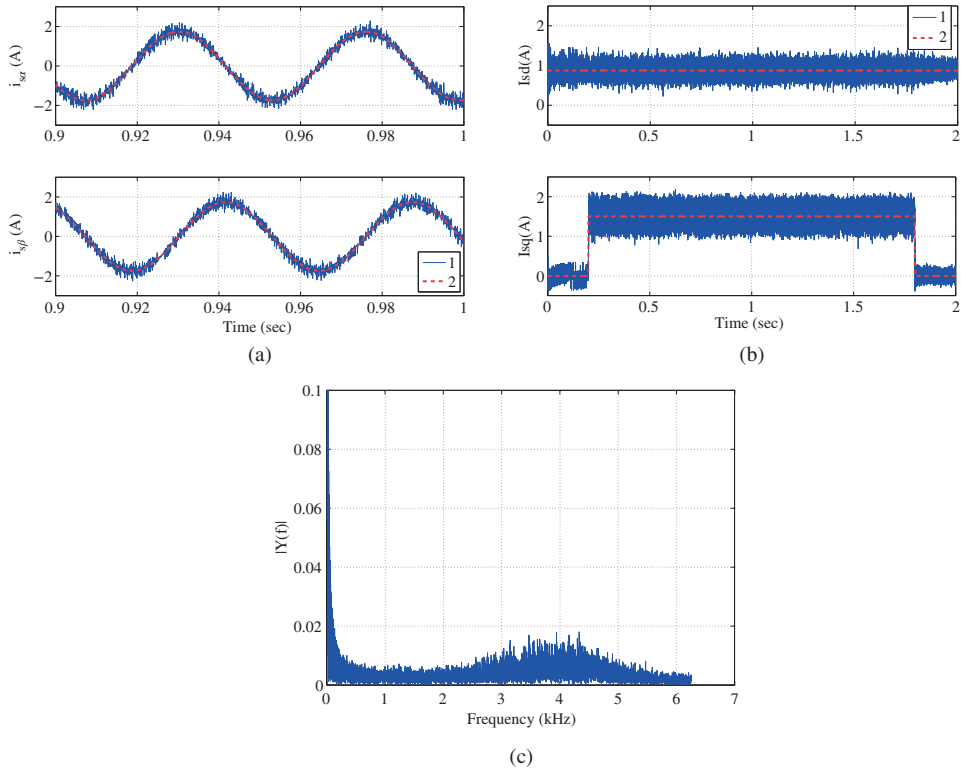 2
0
−2
i_sα (A)
0.9 0.92 0.94 0.96 0.98 1
2
0
−2
i_sβ (A)
1
2
0.9 0.92 0.94 0.96 0.98 1
Time (sec)
(a)
2
1
0
Isd(A)
1
2
0 0.5 1 1.5 2
2
1
0
Isq(A)
0 0.5 1 1.5 2
Time (sec)
(b)
0.1
0.08
0.06
0.04
0.02
0
|Y(f)|
0 1 2 3 4 5 6 7
Frequency (kHz)
(c)